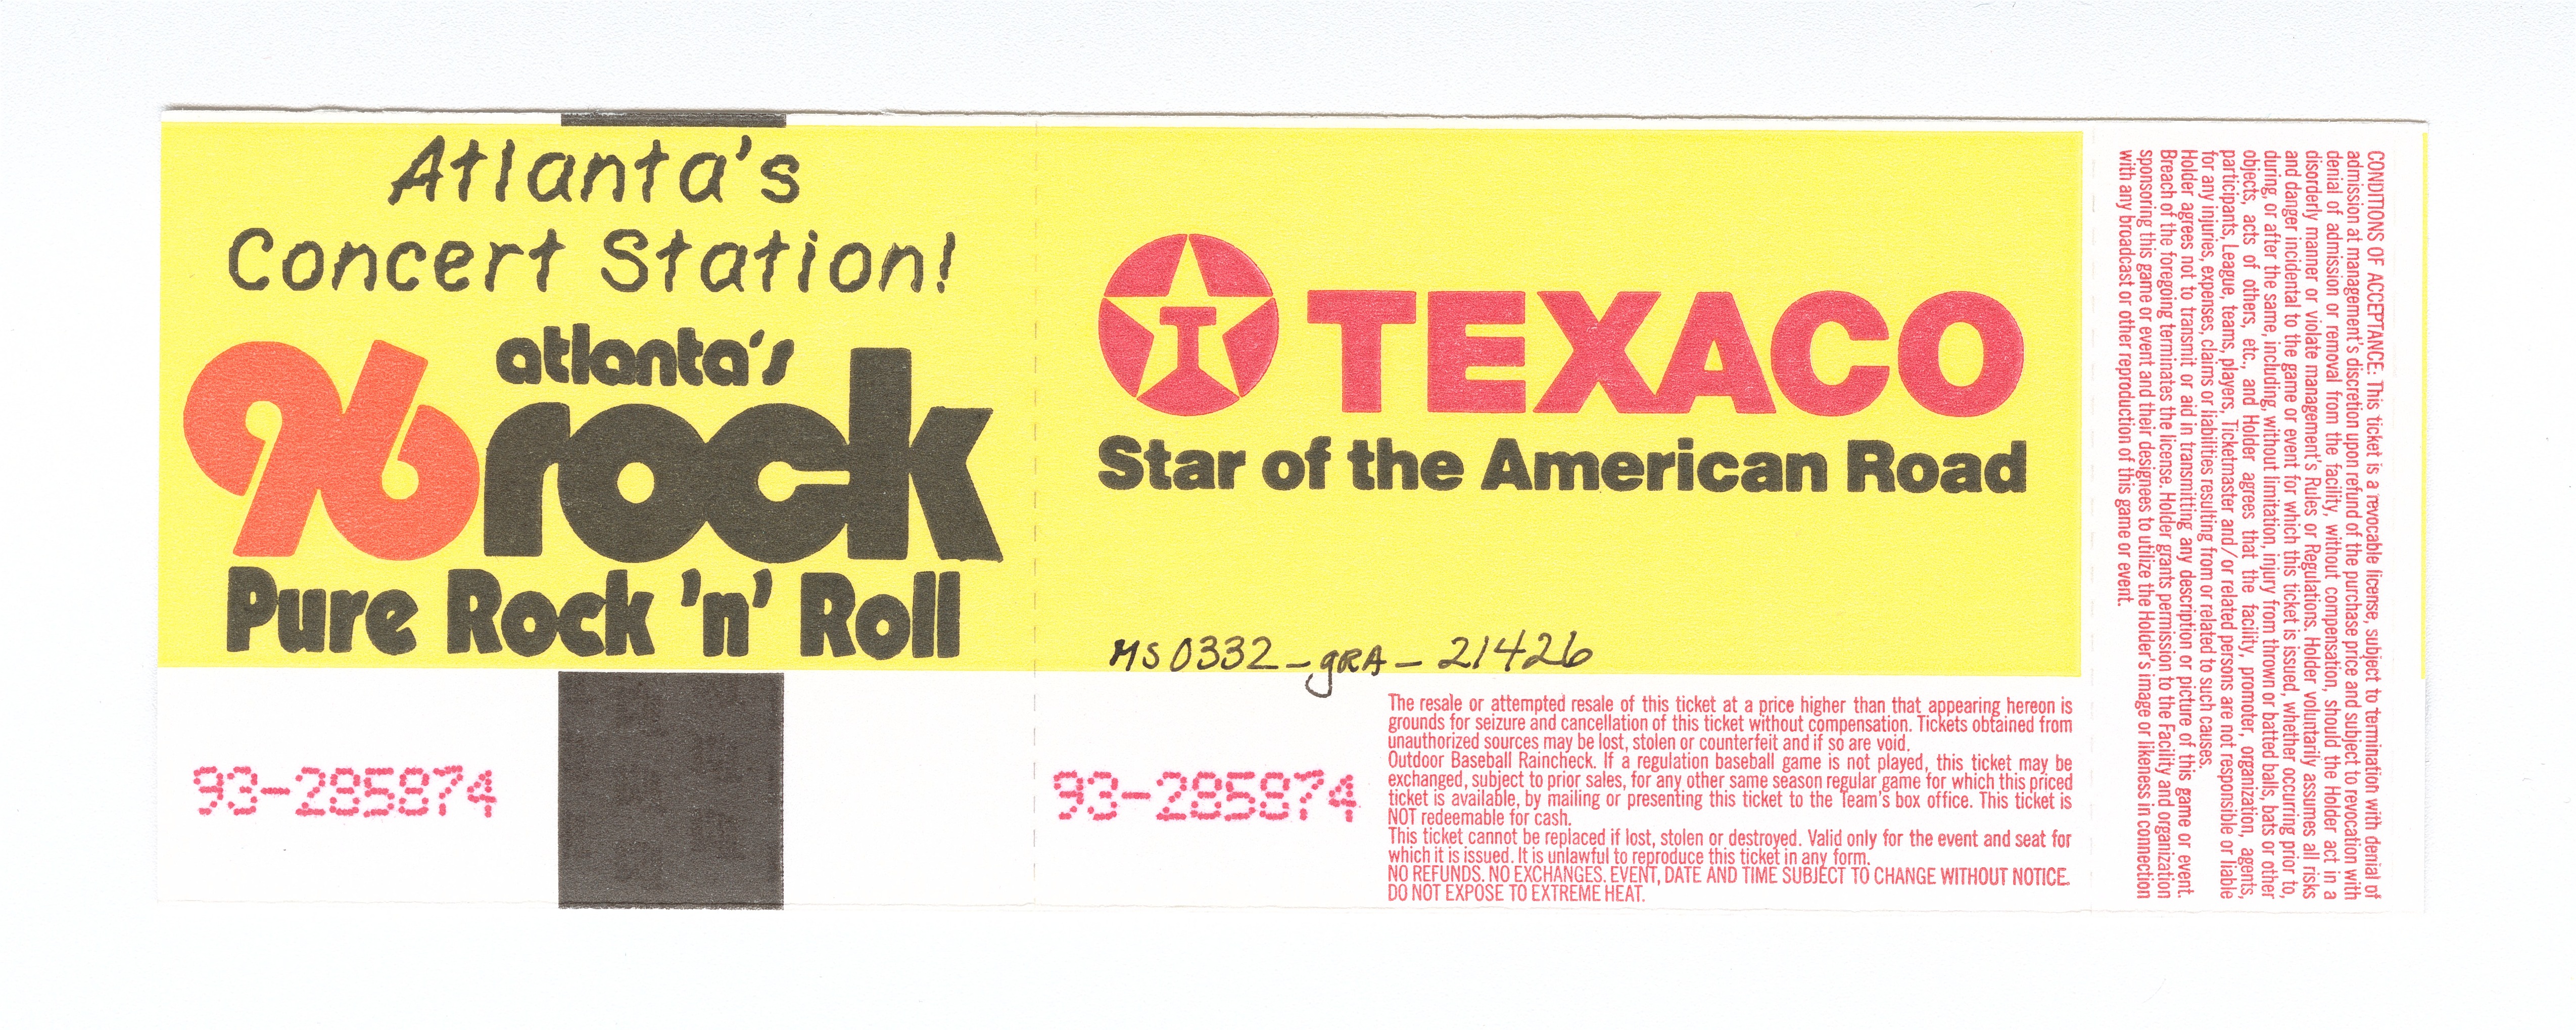 Atlanta's
Concert Station!
atlanta's
96 rock
Pure Rock 'n' Roll
93-285874
T TEXACO
Star of the American Road
MS0332_gRA_21426
93-285874
The resale or attempted resale of this ticket at a price higher than that appearing hereon is
grounds for seizure and cancellation of this ticket without compensation. Tickets obtained from
unauthorized sources may be lost, stolen or counterfeit and if so are void.
Outdoor Baseball Raincheck. If a regulation baseball game is not played, this ticket may be
exchanged, subject to prior sales, for any other same season regular game for which this priced
ticket is available, by mailing or presenting this ticket to the Team's box office. This ticket is
NOT redeemable for cash.
This ticket cannot be replaced if lost, stolen or destroyed. Valid only for the event and seat for
which it is issued. It is unlawful to reproduce this ticket in any form.
NO REFUNDS. NO EXCHANGES. EVENT, DATE AND TIME SUBJECT TO CHANGE WITHOUT NOTICE.
DO NOT EXPOSE TO EXTREME HEAT.
CONDITIONS OF ACCEPTANCE: This ticket is a revocable license, subject to termination with denial of
admission at management's discretion upon refund of the purchase price and subject to revocation with
denial of admission or removal from the facility, without compensation, should the Holder act in a
disorderly manner or violate management's Rules or Regulations. Holder voluntarily assumes all risks
and danger incidental to the game or event for which this ticket is issued, whether occurring prior to,
during, or after the same, including, without limitation, injury from thrown or batted balls, bats or other
objects, acts of others, etc., and Holder agrees that the facility, promoter, organization, agents,
participants, League, teams, players, Ticketmaster and/or related persons are not responsible or liable
for any injuries, expenses, claims or liabilities resulting from or related to such causes.
Holder agrees not to transmit or aid in transmitting any description or picture of this game or event.
Breach of the foregoing terminates the license. Holder grants permission to the Facility and organization
sponsoring this game or event and their designees to utilize the Holder's image or likeness in connection
with any broadcast or other reproduction of this game or event.